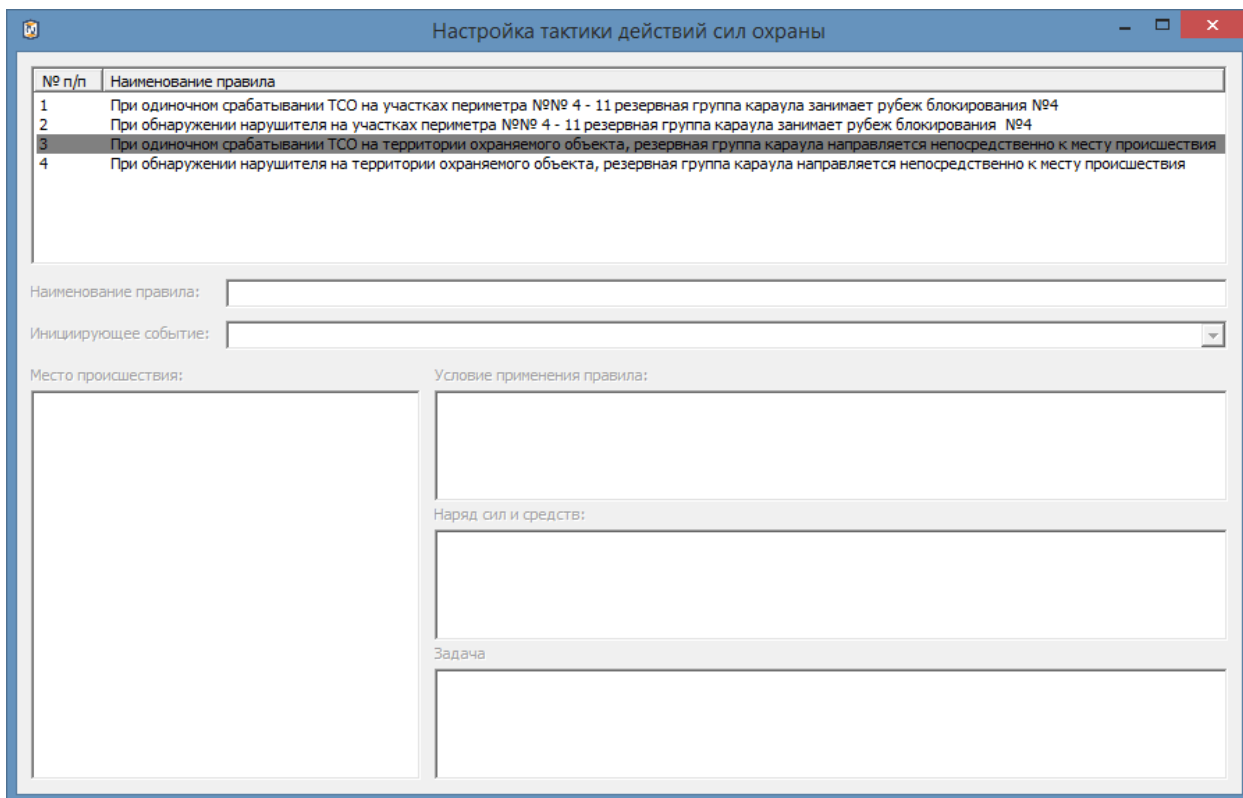 Настройка тактики действий сил охраны
№ п/п Наименование правила
1 При одиночном срабатывании ТСО на участках периметра №№ 4 - 11 резервная группа караула занимает рубеж блокирования №4
2 При обнаружении нарушителя на участках периметра №№ 4 - 11 резервная группа караула занимает рубеж блокирования №4
3 При одиночном срабатывании ТСО на территории охраняемого объекта, резервная группа караула направляется непосредственно к месту происшествия
4 При обнаружении нарушителя на территории охраняемого объекта, резервная группа караула направляется непосредственно к месту происшествия
Наименование правила:
Инициирующее событие:
Место происшествия:
Условие применения правила:
Наряд сил и средств:
Задача